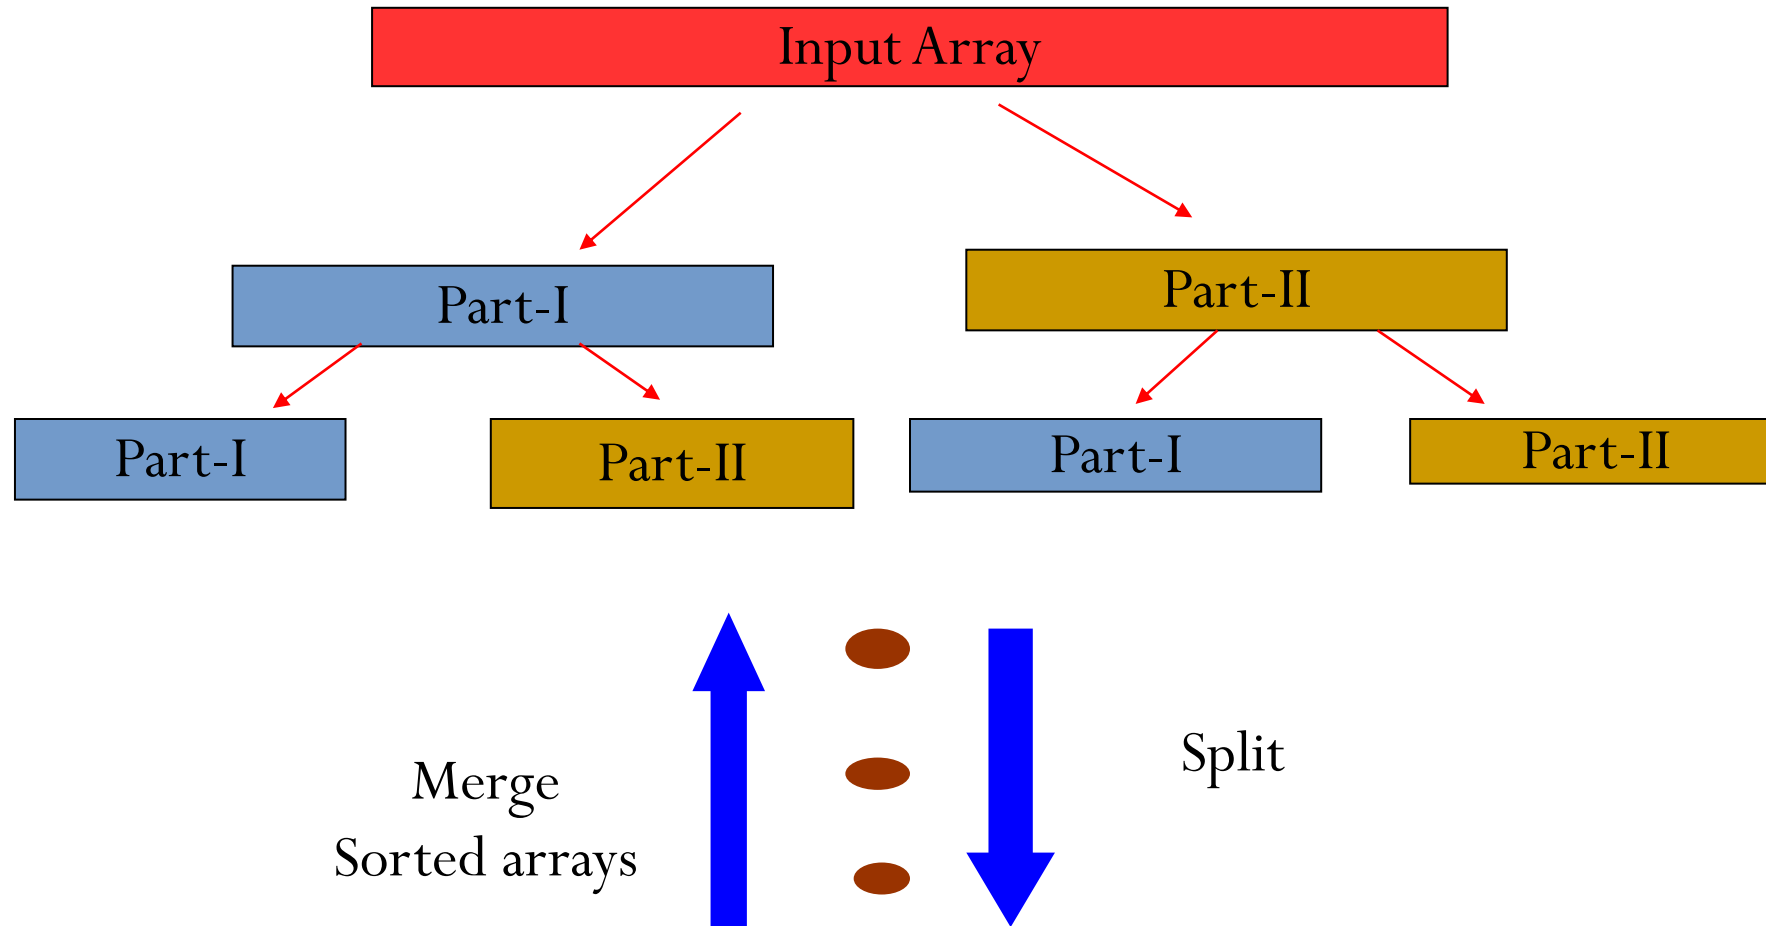 Input Array
Part-I
Part-II
Part-I
Part-II
Part-I
Part-II
Split
Merge
Sorted arrays